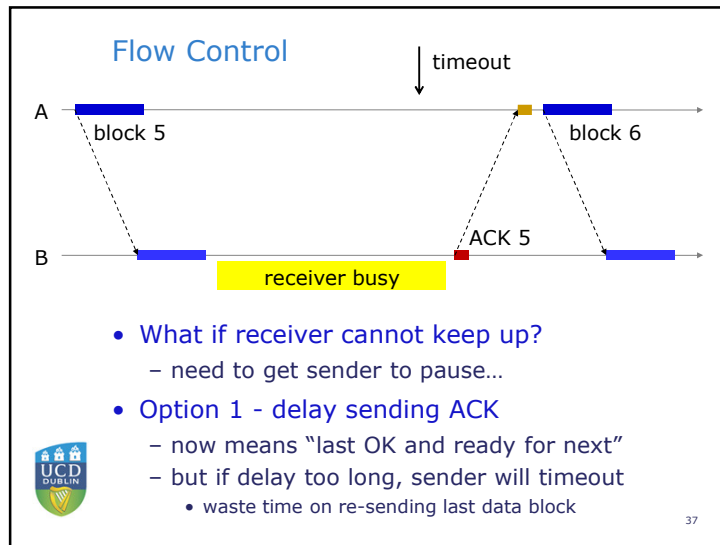 Flow Control
timeout
A
block 5
block 6
ACK 5
B
receiver busy
• What if receiver cannot keep up?
– need to get sender to pause…
• Option 1 - delay sending ACK
– now means “last OK and ready for next”
– but if delay too long, sender will timeout
• waste time on re-sending last data block
UCD
DUBLIN
37